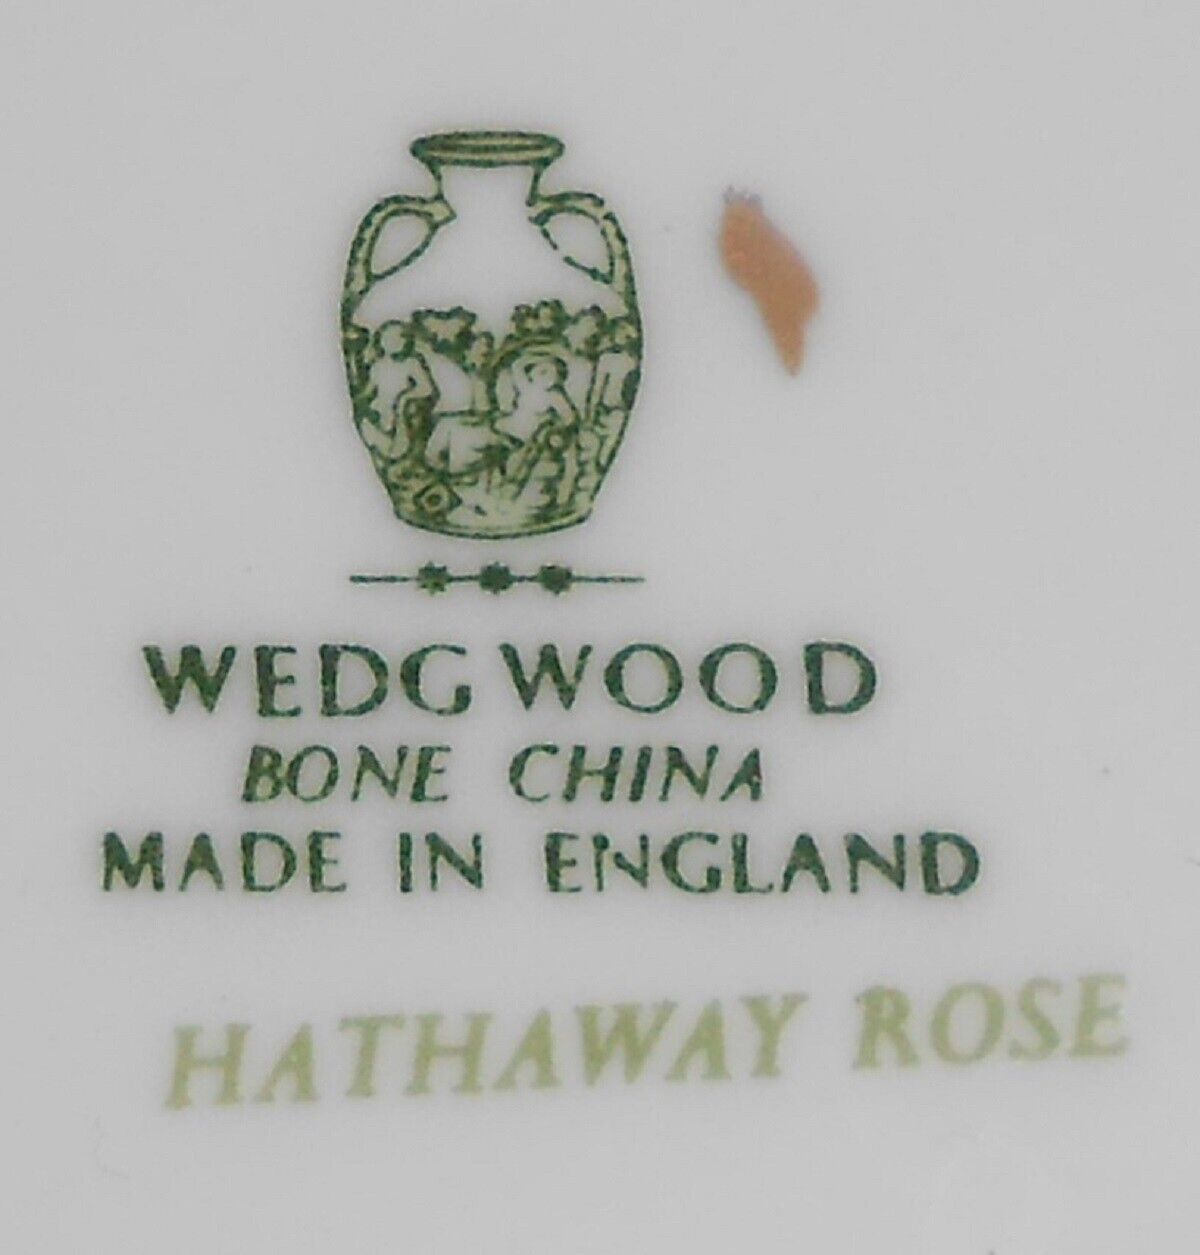 WEDGWOOD
BONE CHINA
MADE IN ENGLAND
HATHAWAY ROSE